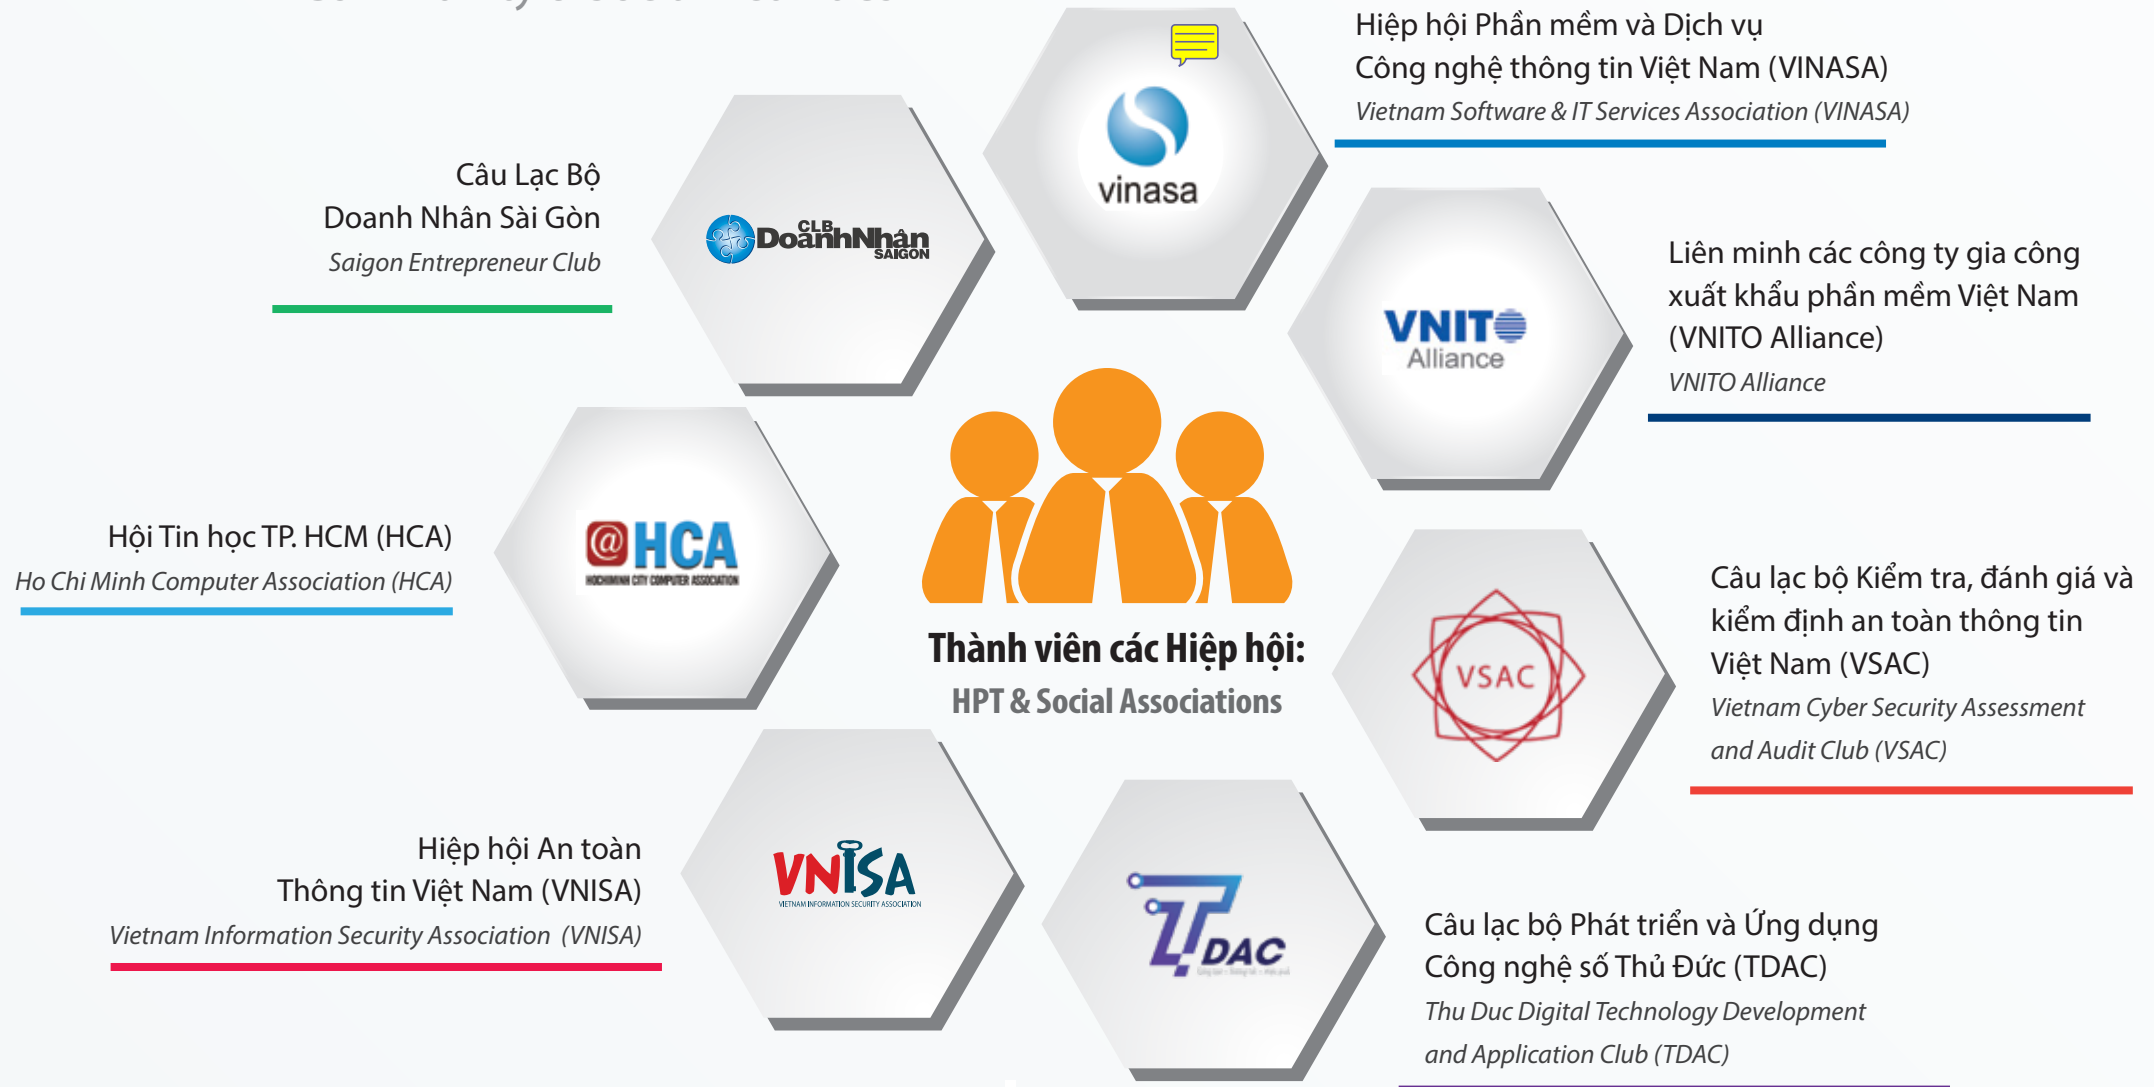 Hiệp hội Phần mềm và Dịch vụ
Công nghệ thông tin Việt Nam (VINASA)
Vietnam Software & IT Services Association (VINASA)
vinasa
Câu Lạc Bộ
Doanh Nhân Sài Gòn
Saigon Entrepreneur Club
CLB
DoanhNhân
SAIGON
Liên minh các công ty gia công
xuất khẩu phần mềm Việt Nam
(VNITO Alliance)
VNITO Alliance
VNITO
Alliance
Hội Tin học TP. HCM (HCA)
Ho Chi Minh Computer Association (HCA)
@HCA
HOCHIMINH CITY COMPUTER ASSOCIATION
Thành viên các Hiệp hội:
HPT & Social Associations
Câu lạc bộ Kiểm tra, đánh giá và
kiểm định an toàn thông tin
Việt Nam (VSAC)
Vietnam Cyber Security Assessment
and Audit Club (VSAC)
VSAC
Hiệp hội An toàn
Thông tin Việt Nam (VNISA)
Vietnam Information Security Association (VNISA)
VNISA
VIETNAM INFORMATION SECURITY ASSOCIATION
TDAC
Câu lạc bộ Phát triển và Ứng dụng
Công nghệ số Thủ Đức (TDAC)
Thu Duc Digital Technology Development
and Application Club (TDAC)